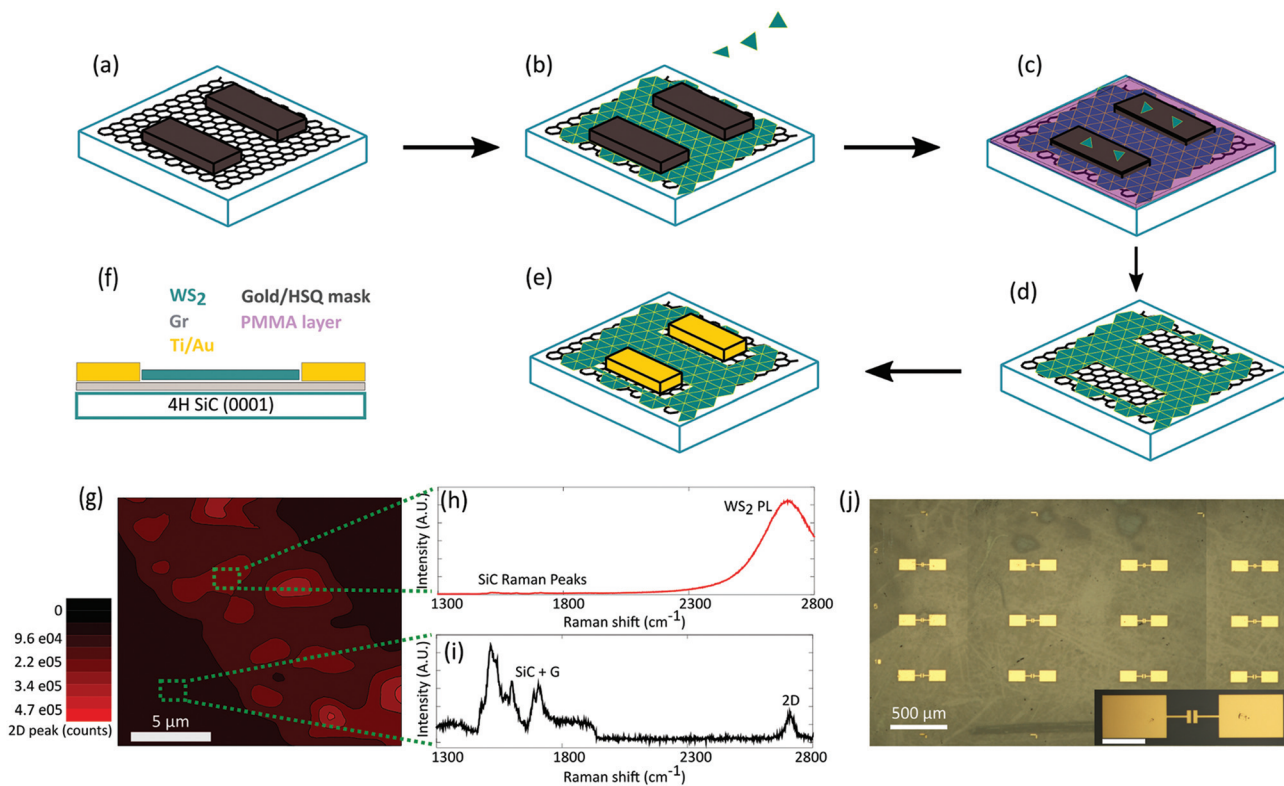 (a)
(b)
(c)
(f)
WS2 Gold/HSQ mask
Gr PMMA layer
Ti/Au
4H SiC (0001)
(e)
(d)
(g)
0
9.6 e04
2.2 e05
3.4 e05
4.7 e05
2D peak (counts)
5 μm
(h)
Intensity (A.U.)
WS2 PL
SiC Raman Peaks
1300 1800 2300 2800
Raman shift (cm-1)
(i)
Intensity (A.U.)
SiC + G
2D
1300 1800 2300 2800
Raman shift (cm-1)
(j)
2
5
500 μm